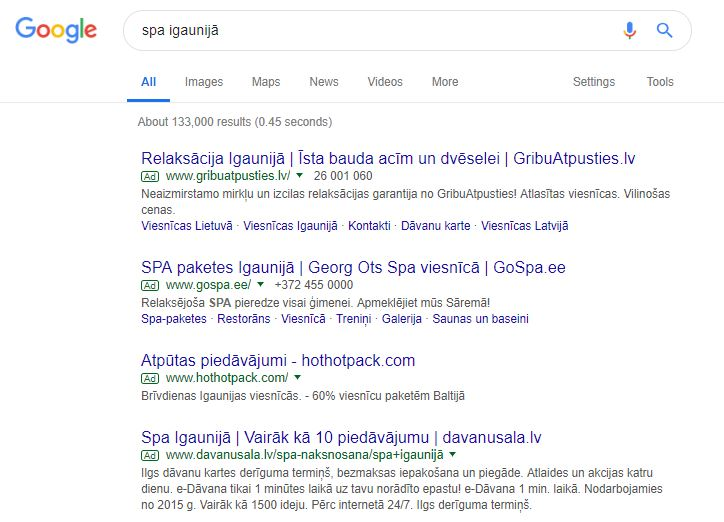 Google
spa igaunijā
All Images Maps News Videos More Settings Tools
About 133,000 results (0.45 seconds)
Relaksācija Igaunijā | Īsta bauda acīm un dvēselei | GribuAtpusties.lv
Ad www.gribuatpusties.lv/ 26 001 060
Neaizmirstamo mirkļu un izcilas relaksācijas garantija no GribuAtpusties! Atlasītas viesnīcas. Vilinošas
cenas.
Viesnīcas Lietuvā · Viesnīcas Igaunijā · Kontakti · Dāvanu karte · Viesnīcas Latvijā
SPA paketes Igaunijā | Georg Ots Spa viesnīcā | GoSpa.ee
Ad www.gospa.ee/ +372 455 0000
Relaksējoša SPA pieredze visai ģimenei. Apmeklējiet mūs Sāremā!
Spa-paketes · Restorāns · Viesnīcā · Treniņi · Galerija · Saunas un baseini
Atpūtas piedāvājumi - hothotpack.com
Ad www.hothotpack.com/
Brīvdienas Igaunijas viesnīcās. - 60% viesnīcu paketēm Baltijā
Spa Igaunijā | Vairāk kā 10 piedāvājumu | davanusala.lv
Ad www.davanusala.lv/spa-naksnosana/spa+igaunijā
Ilgs dāvanu kartes derīguma termiņš, bezmaksas iepakošana un piegāde. Atlaides un akcijas katru
dienu. e-Dāvana tikai 1 minūtes laikā uz tavu norādīto epastu! e-Dāvana 1 min. laikā. Nodarbojamies
no 2015 g. Vairāk kā 1500 ideju. Pērc internetā 24/7. Ilgs derīguma termiņš.